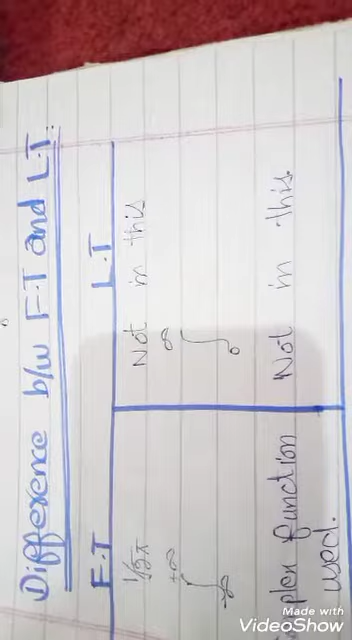 Difference b/w F.T and L.T:
F.T L.T
1/√2π Not in this
+∞ ∞
∫ ∫
-∞ 0
plex function Not in this.
used.
Made with
VideoShow